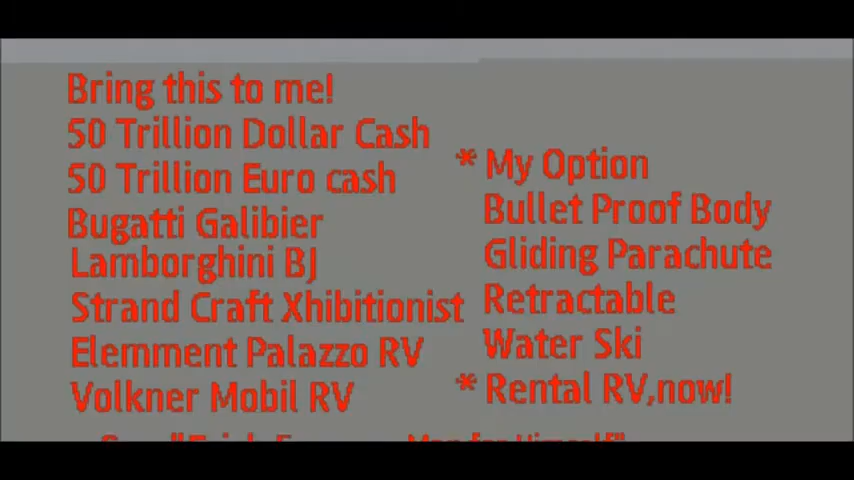 Bring this to me!
50 Trillion Dollar Cash
50 Trillion Euro cash
Bugatti Galibier
Lamborghini BJ
Strand Craft Xhibitionist
Elemment Palazzo RV
Volkner Mobil RV
* My Option
Bullet Proof Body
Gliding Parachute
Retractable
Water Ski
* Rental RV,now!